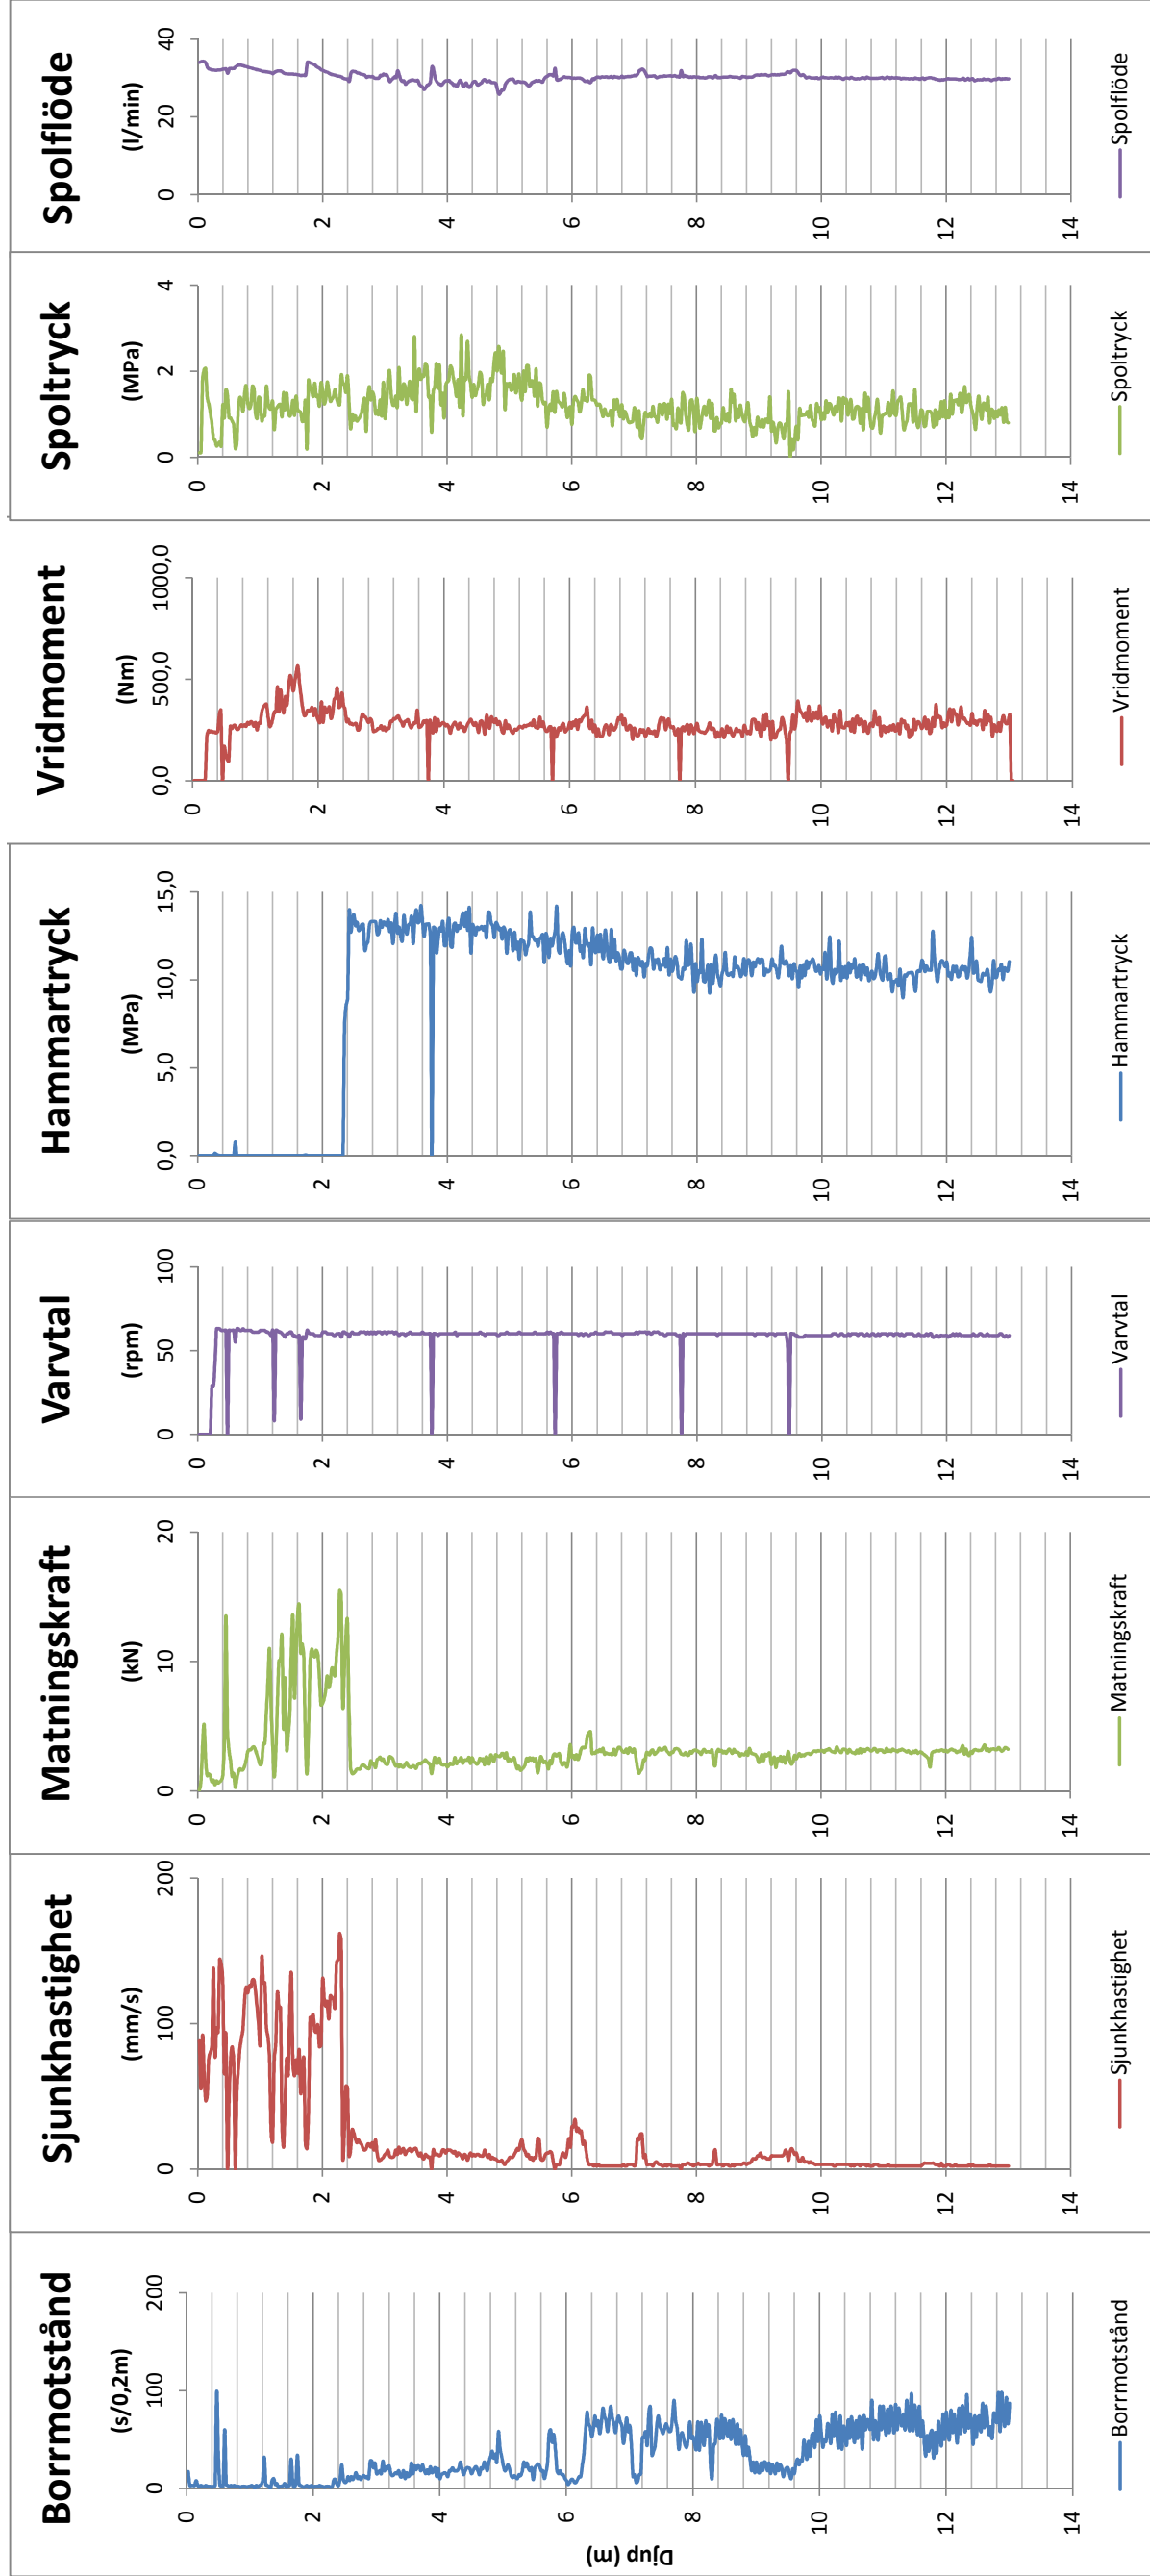 Borrmotstånd
(s/0,2m)
0 100 200
0
2
4
6
8
10
12
14
Djup (m)
Borrmotstånd
Sjunkhastighet
(mm/s)
0 100 200
0
2
4
6
8
10
12
14
Sjunkhastighet
Matningskraft
(kN)
0 10 20
0
2
4
6
8
10
12
14
Matningskraft
Varvtal
(rpm)
0 50 100
0
2
4
6
8
10
12
14
Varvtal
Hammartryck
(MPa)
0,0 5,0 10,0 15,0
0
2
4
6
8
10
12
14
Hammartryck
Vridmoment
(Nm)
0,0 500,0 1000,0
0
2
4
6
8
10
12
14
Vridmoment
Spoltryck
(MPa)
0 2 4
0
2
4
6
8
10
12
14
Spoltryck
Spolflöde
(l/min)
0 20 40
0
2
4
6
8
10
12
14
Spolflöde